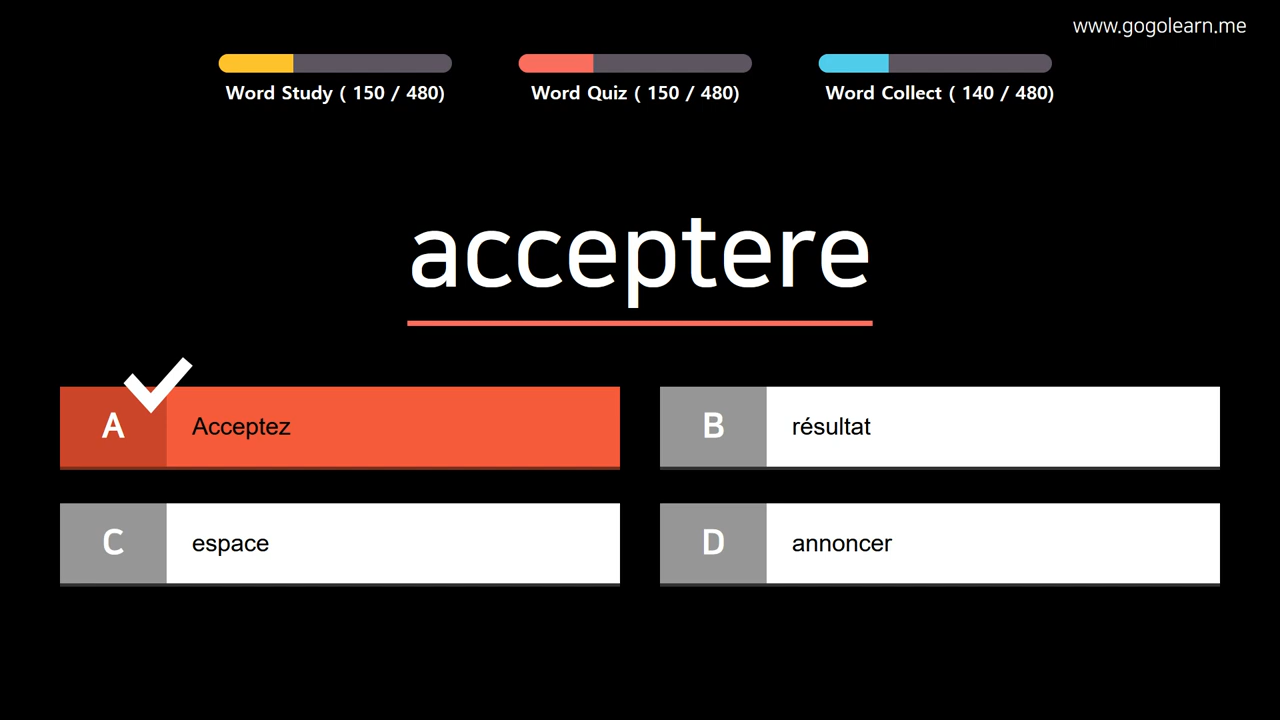 www.gogolearn.me
Word Study ( 150 / 480)
Word Quiz ( 150 / 480)
Word Collect ( 140 / 480)
acceptere
A Acceptez
B résultat
C espace
D annoncer